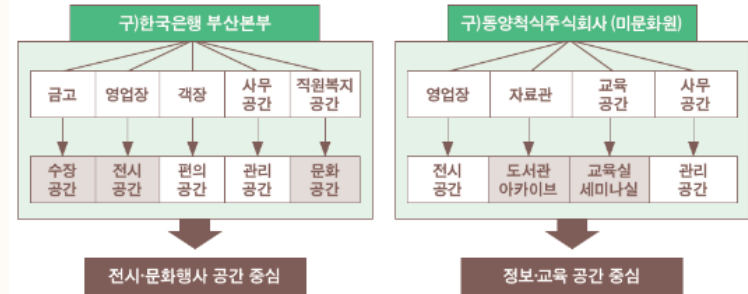 구)한국은행 부산본부
금고
영업장
객장
사무
공간
직원복지
공간
수장
공간
전시
공간
편의
공간
관리
공간
문화
공간
전시·문화행사 공간 중심
구)동양척식주식회사 (미문화원)
영업장
자료관
교육
공간
사무
공간
전시
공간
도서관
아카이브
교육실
세미나실
관리
공간
정보·교육 공간 중심